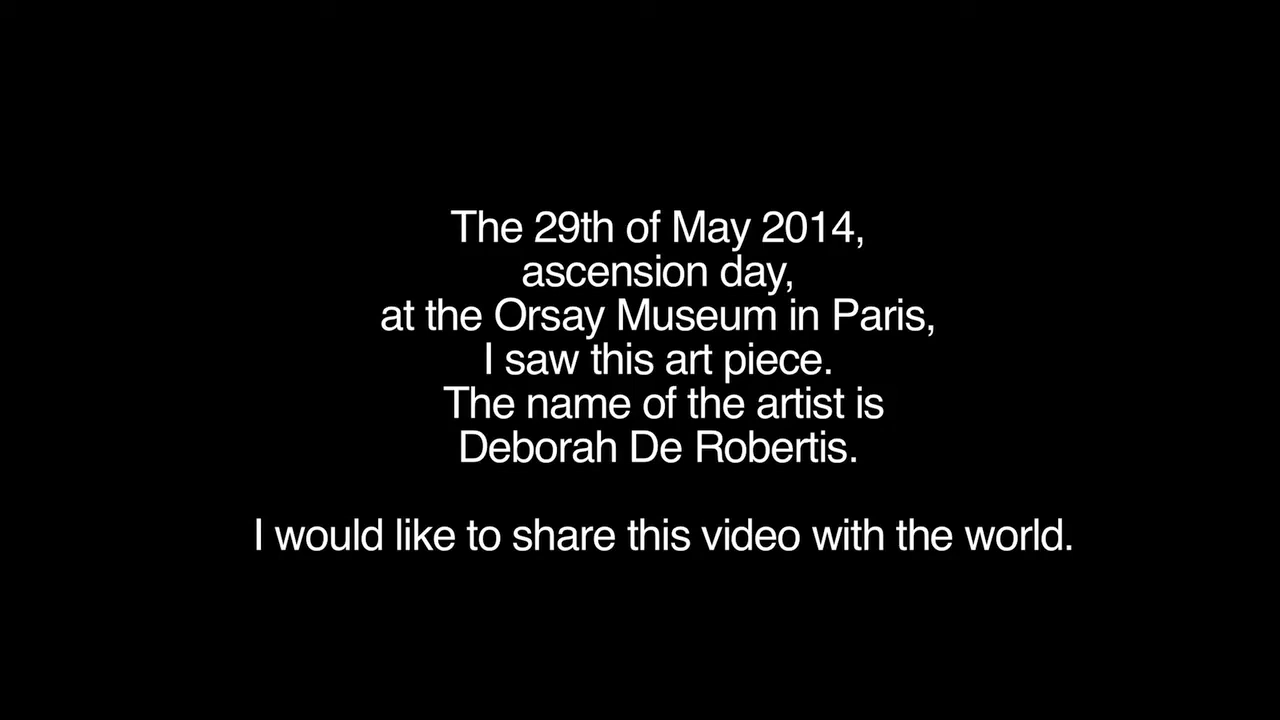 The 29th of May 2014,
ascension day,
at the Orsay Museum in Paris,
I saw this art piece.
The name of the artist is
Deborah De Robertis.
I would like to share this video with the world.